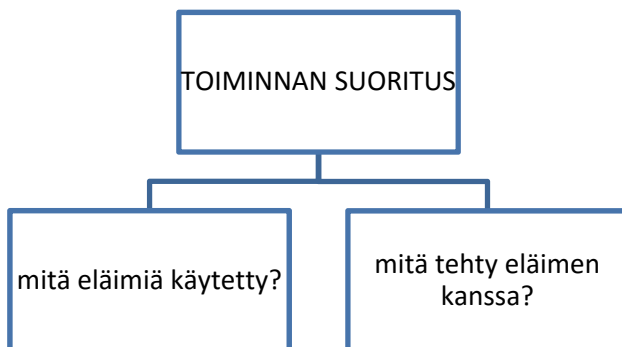 TOIMINNAN SUORITUS
mitä eläimiä käytetty?
mitä tehty eläimen
kanssa?